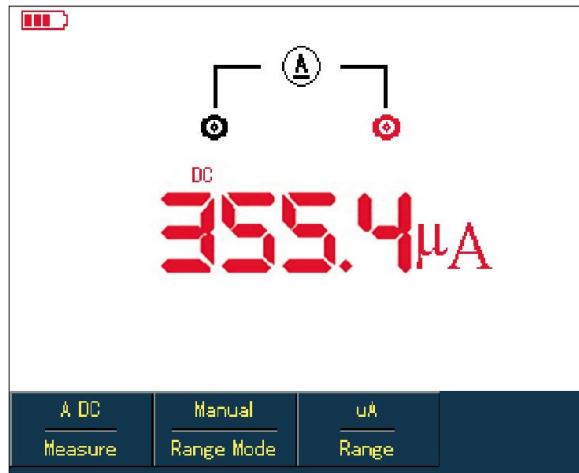 A
DC
355.4μA
A DC Manual uA
Measure Range Mode Range